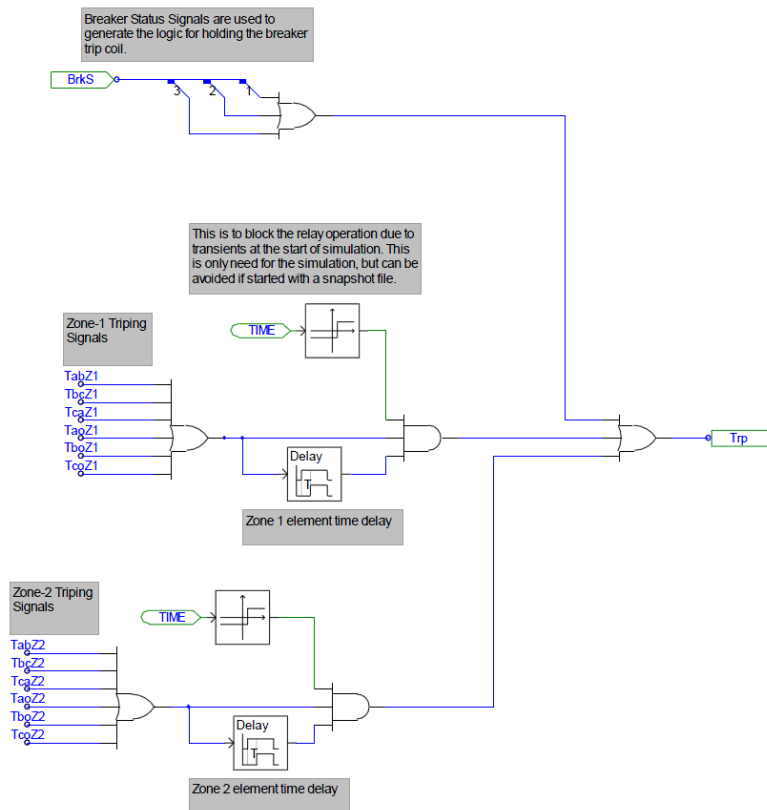 Breaker Status Signals are used to
generate the logic for holding the breaker
trip coil.
BrkS
3
2
1
This is to block the relay operation due to
transients at the start of simulation. This
is only need for the simulation, but can be
avoided if started with a snapshot file.
Zone-1 Triping
Signals
TIME
TabZ1
TbcZ1
TcaZ1
TaoZ1
TboZ1
TcoZ1
Delay
T
Trp
Zone 1 element time delay
Zone-2 Triping
Signals
TIME
TabZ2
TbcZ2
TcaZ2
TaoZ2
TboZ2
TcoZ2
Delay
T
Zone 2 element time delay